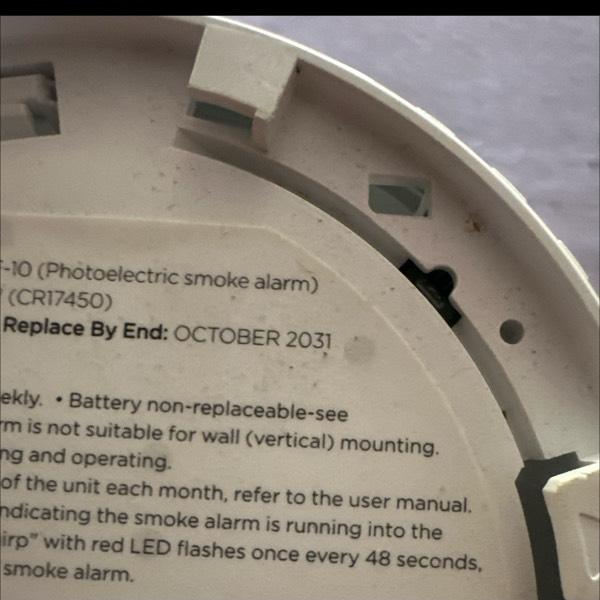 -10 (Photoelectric smoke alarm)
(CR17450)
Replace By End: OCTOBER 2031
ekly. • Battery non-replaceable-see
rm is not suitable for wall (vertical) mounting.
ng and operating.
of the unit each month, refer to the user manual.
ndicating the smoke alarm is running into the
irp" with red LED flashes once every 48 seconds,
smoke alarm.